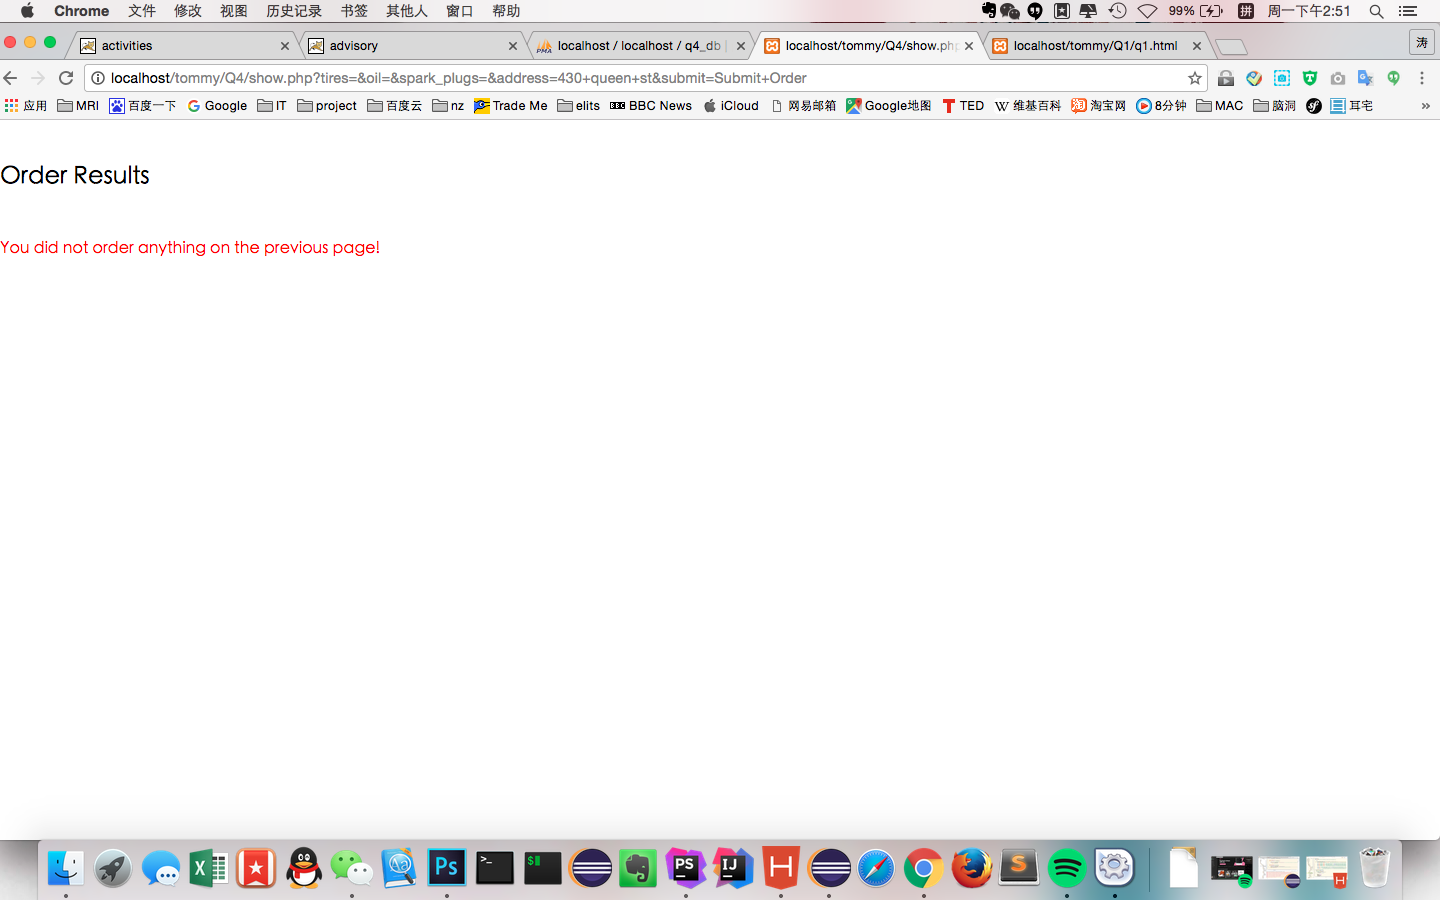 Chrome 文件 修改 视图 历史记录 书签 其他人 窗口 帮助 99% 拼 周一下午2:51
activities advisory localhost / localhost / q4_db | localhost/tommy/Q4/show.php localhost/tommy/Q1/q1.html 涛
localhost/tommy/Q4/show.php?tires=&oil=&spark_plugs=&address=430+queen+st&submit=Submit+Order
应用 MRI 百度一下 Google IT project 百度云 nz Trade Me elits BBC News iCloud 网易邮箱 Google地图 TED 维基百科 淘宝网 8分钟 MAC 脑洞 耳宅 »
Order Results
You did not order anything on the previous page!